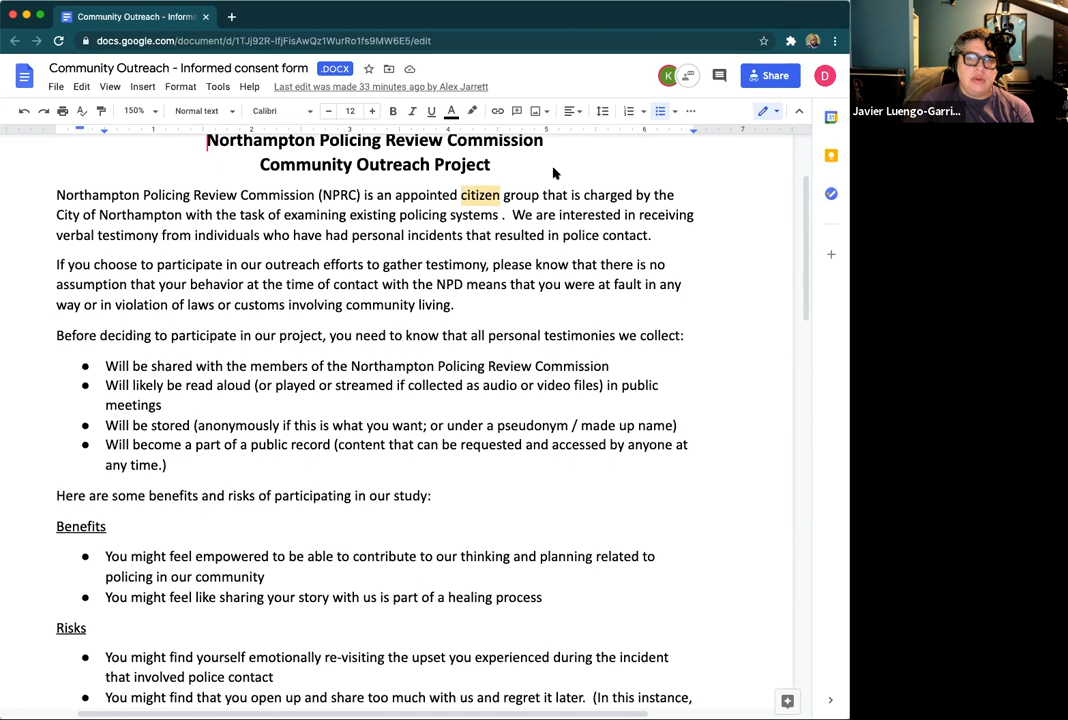 Community Outreach - Inform
docs.google.com/document/d/1TJj92R-IfjFisAwQz1WurRo1fs9MW6E5/edit
Community Outreach - Informed consent form .DOCX
File Edit View Insert Format Tools Help Last edit was made 33 minutes ago by Alex Jarrett
K Share D
150% Normal text Calibri 12 B I U A
1 2 3 4 5 6 7
Northampton Policing Review Commission
Community Outreach Project
Northampton Policing Review Commission (NPRC) is an appointed citizen group that is charged by the
City of Northampton with the task of examining existing policing systems . We are interested in receiving
verbal testimony from individuals who have had personal incidents that resulted in police contact.
If you choose to participate in our outreach efforts to gather testimony, please know that there is no
assumption that your behavior at the time of contact with the NPD means that you were at fault in any
way or in violation of laws or customs involving community living.
Before deciding to participate in our project, you need to know that all personal testimonies we collect:
● Will be shared with the members of the Northampton Policing Review Commission
● Will likely be read aloud (or played or streamed if collected as audio or video files) in public
meetings
● Will be stored (anonymously if this is what you want; or under a pseudonym / made up name)
● Will become a part of a public record (content that can be requested and accessed by anyone at
any time.)
Here are some benefits and risks of participating in our study:
Benefits
● You might feel empowered to be able to contribute to our thinking and planning related to
policing in our community
● You might feel like sharing your story with us is part of a healing process
Risks
● You might find yourself emotionally re-visiting the upset you experienced during the incident
that involved police contact
● You might find that you open up and share too much with us and regret it later. (In this instance,
Javier Luengo-Garri...